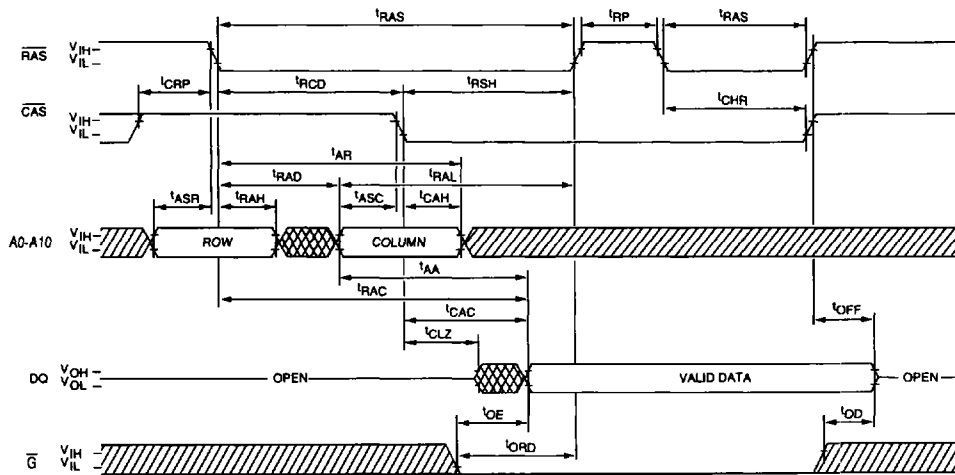 tRAS tRP tRAS
RAS VIH
VIL
tCRP tRCD tRSH
tCHR
CAS VIH
VIL
tAR
tRAD tRAL
tASR tRAH tASC tCAH
A0-A10 VIH
VIL
ROW COLUMN
tAA
tRAC
tCAC
tOFF
tCLZ
DQ VOH
VOL
OPEN VALID DATA OPEN
tOE tOD
tORD
G VIH
VIL